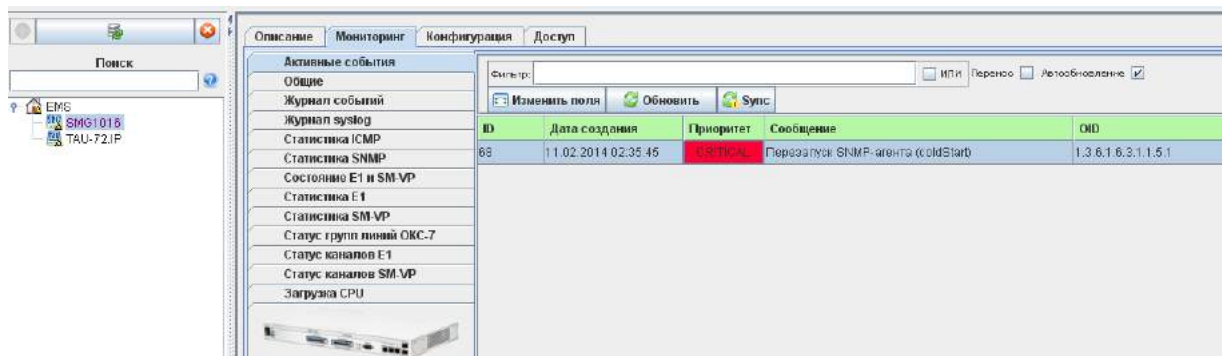 Описание Мониторинг Конфигурация Доступ
Поиск
EMS
SMG1016
TAU-72.IP
Активные события
Общие
Журнал событий
Журнал syslog
Статистика ICMP
Статистика SNMP
Состояние E1 и SM-VP
Статистика E1
Статистика SM-VP
Статус групп линий ОКС-7
Статус каналов E1
Статус каналов SM-VP
Загрузка CPU
Фильтр: ИЛИ Перенос Автообновление
Изменить поля Обновить Sync
ID Дата создания Приоритет Сообщение OID
68 11.02.2014 02:35:45 CRITICAL Перезапуск SNMP-агента (coldStart) 1.3.6.1.6.3.1.1.5.1